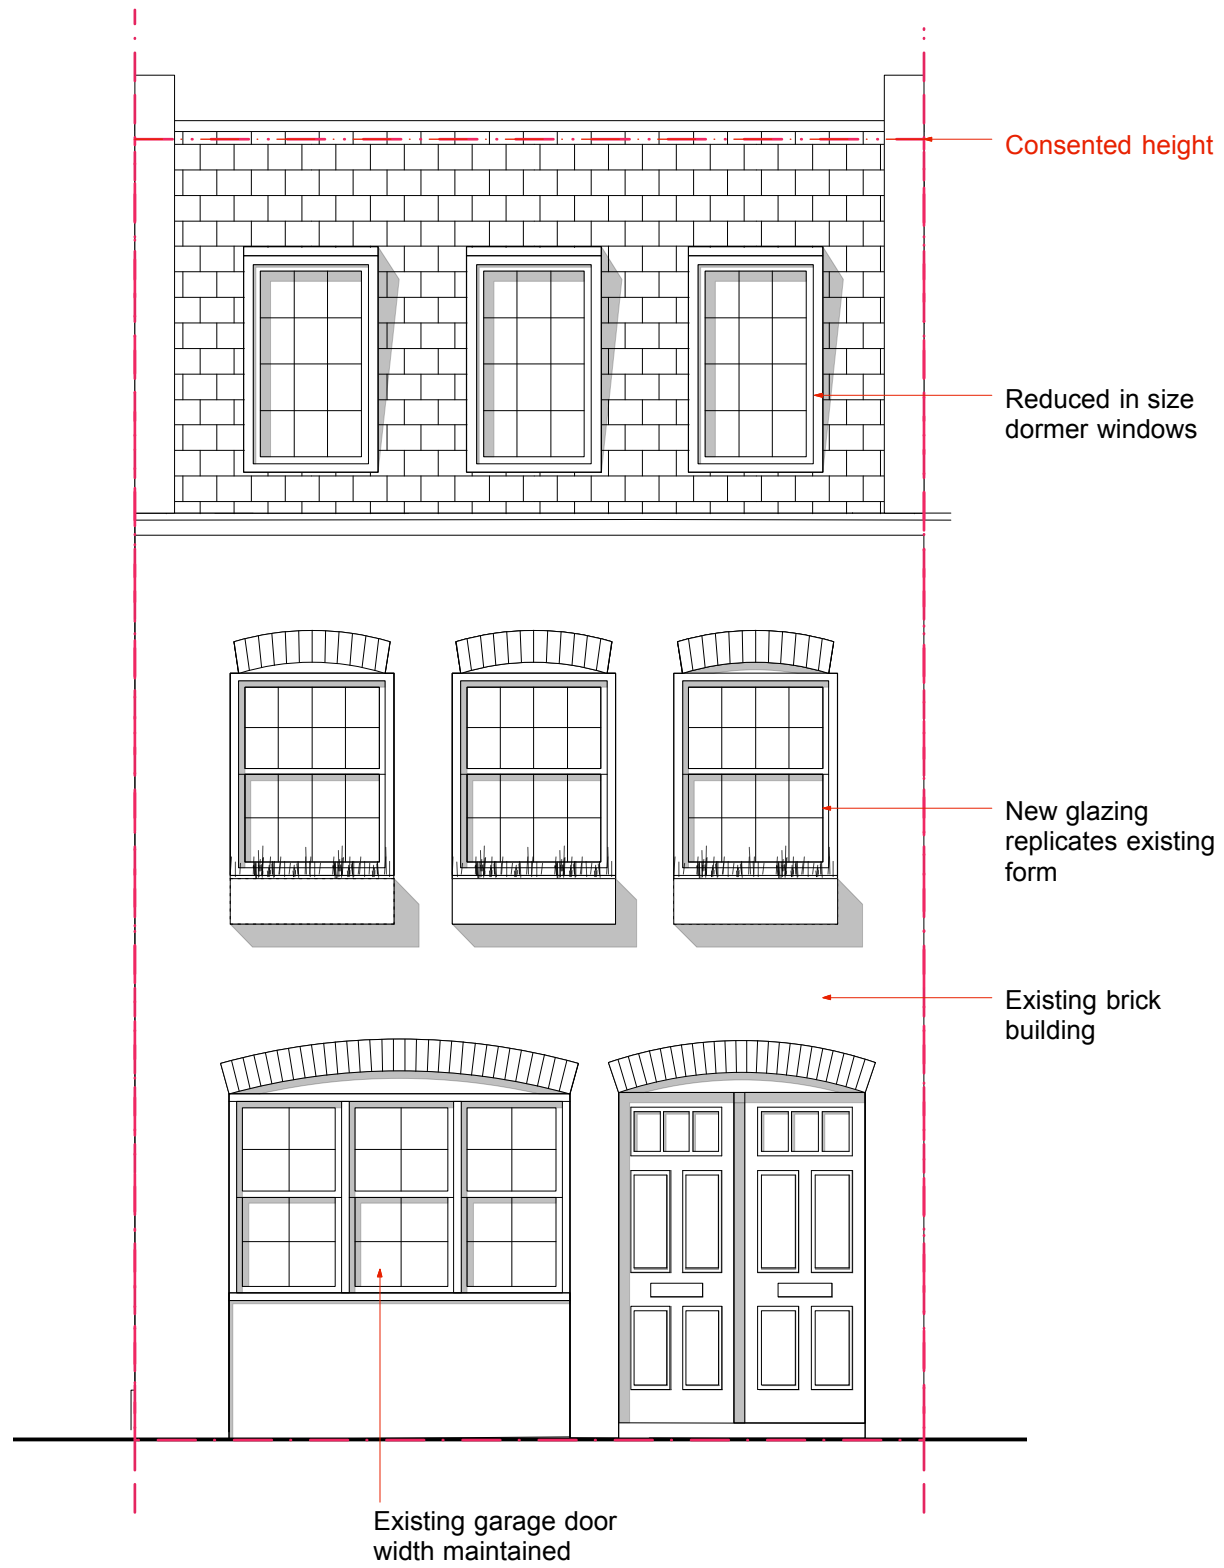 Consented height
Reduced in size
dormer windows
New glazing
replicates existing
form
Existing brick
building
Existing garage door
width maintained